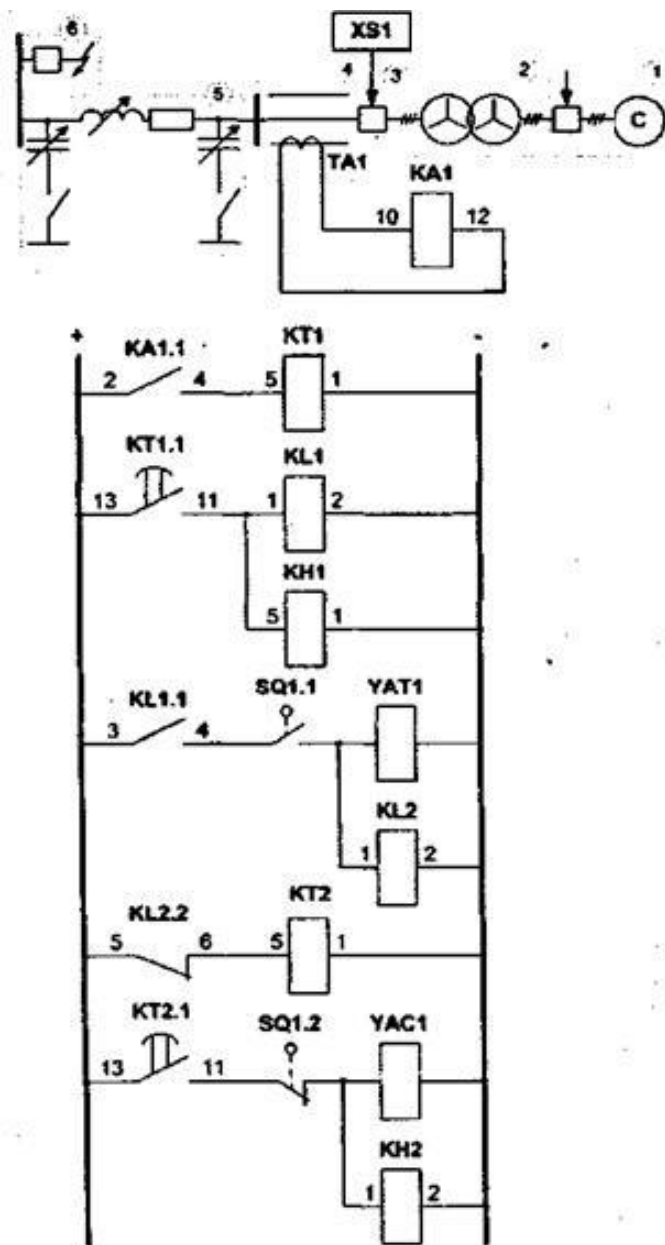 6
XS1
4 3 2 1
5
C
TA1
KA1
10 12
+ -
KA1.1 KT1
2 4 5 1
KT1.1 KL1
13 11 1 2
KH1
5 1
KL1.1 SQ1.1 YAT1
3 4
KL2
1 2
KL2.2 KT2
5 6 5 1
KT2.1 SQ1.2 YAC1
13 11
KH2
1 2